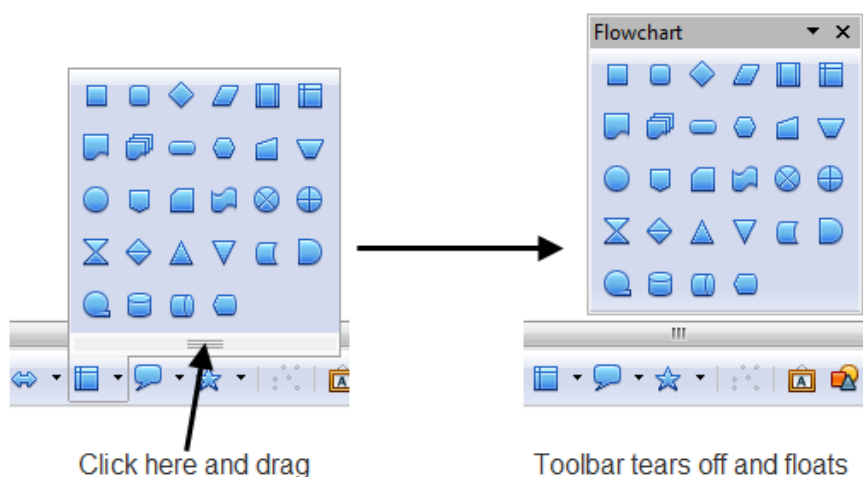 Flowchart
A
A
Click here and drag
Toolbar tears off and floats